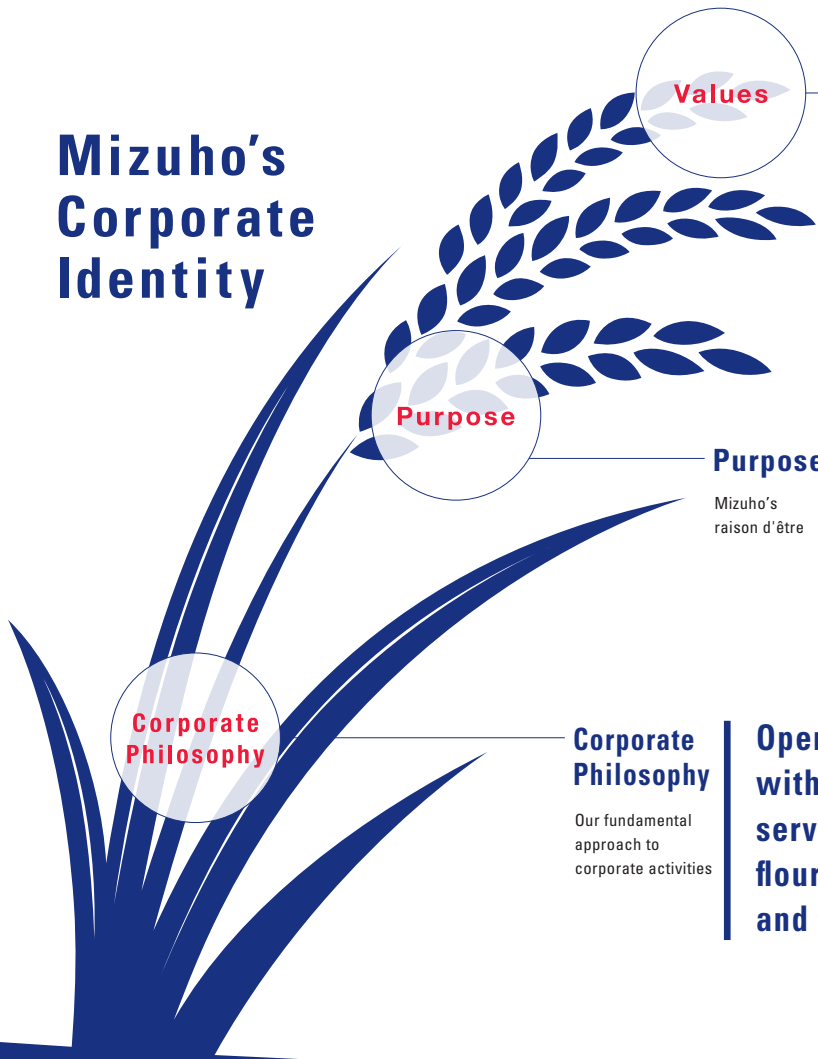 Mizuho's
Corporate
Identity
Values
Purpose
Purpose
Mizuho's
raison d'être
Corporate
Philosophy
Corporate
Philosophy
Our fundamental
approach to
corporate activities
with
and